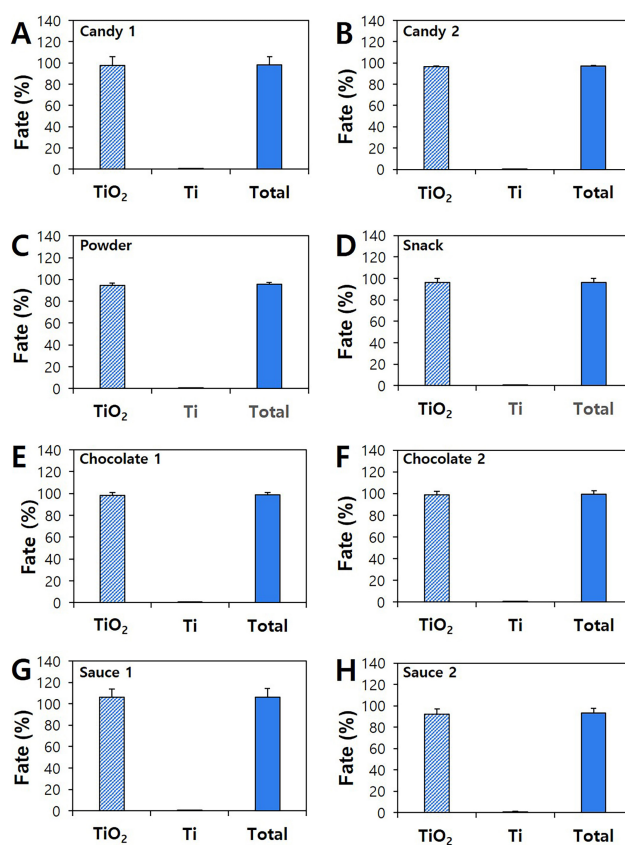 A
Candy 1
Fate (%)
140
120
100
80
60
40
20
0
TiO₂ Ti Total
B
Candy 2
Fate (%)
140
120
100
80
60
40
20
0
TiO₂ Ti Total
C
Powder
Fate (%)
140
120
100
80
60
40
20
0
TiO₂ Ti Total
D
Snack
Fate (%)
140
120
100
80
60
40
20
0
TiO₂ Ti Total
E
Chocolate 1
Fate (%)
140
120
100
80
60
40
20
0
TiO₂ Ti Total
F
Chocolate 2
Fate (%)
140
120
100
80
60
40
20
0
TiO₂ Ti Total
G
Sauce 1
Fate (%)
140
120
100
80
60
40
20
0
TiO₂ Ti Total
H
Sauce 2
Fate (%)
140
120
100
80
60
40
20
0
TiO₂ Ti Total